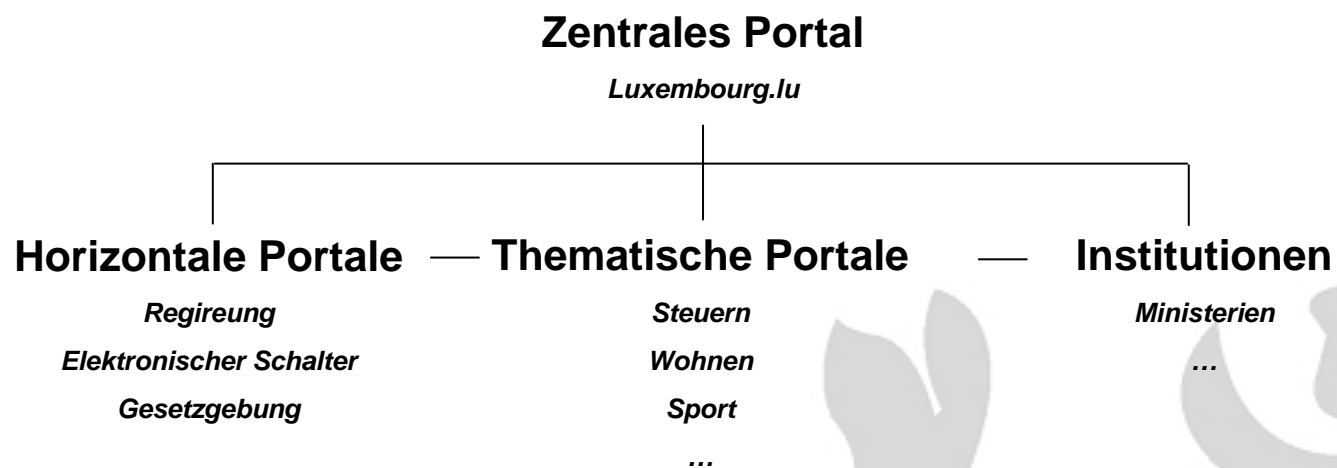 Zentrales Portal
Luxembourg.lu
Horizontale Portale
Thematische Portale
Institutionen
Regireung
Steuern
Ministerien
Elektronischer Schalter
Wohnen
…
Gesetzgebung
Sport
…